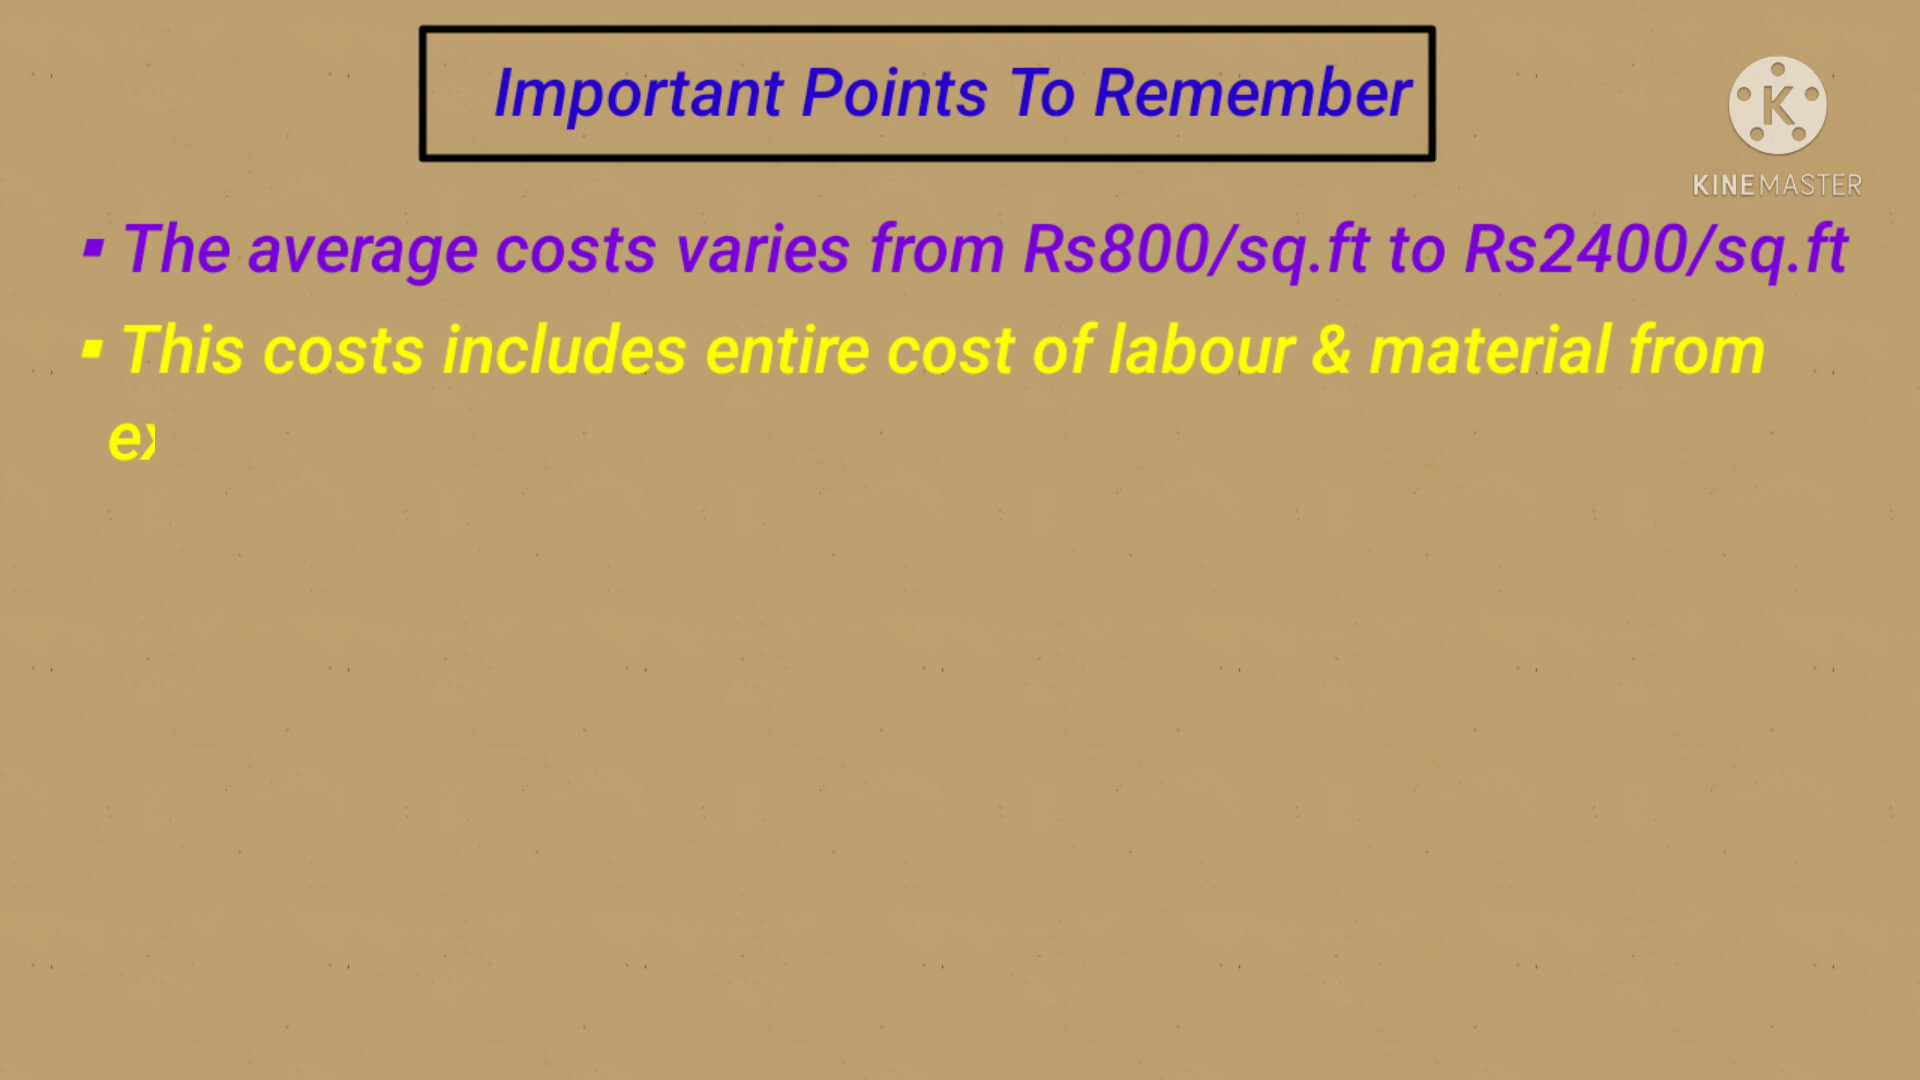 Important Points To Remember
K
KINEMASTER
▪ The average costs varies from Rs800/sq.ft to Rs2400/sq.ft
▪ This costs includes entire cost of labour & material from